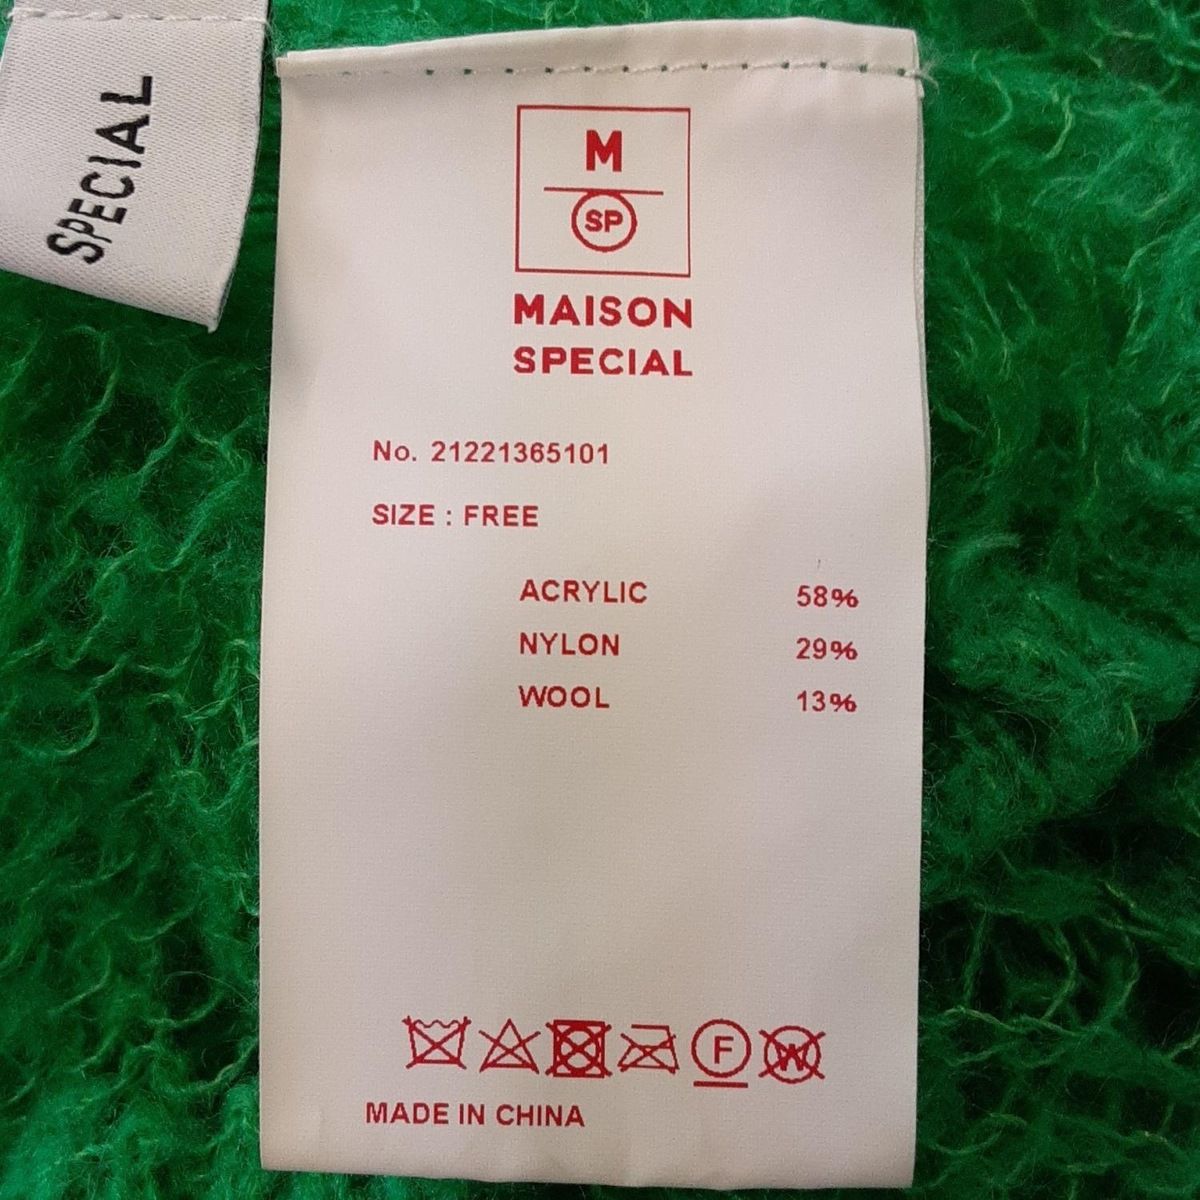 SPECIAL
M
SP
MAISON
SPECIAL
No. 21221365101
SIZE : FREE
ACRYLIC 58%
NYLON 29%
WOOL 13%
F W
MADE IN CHINA